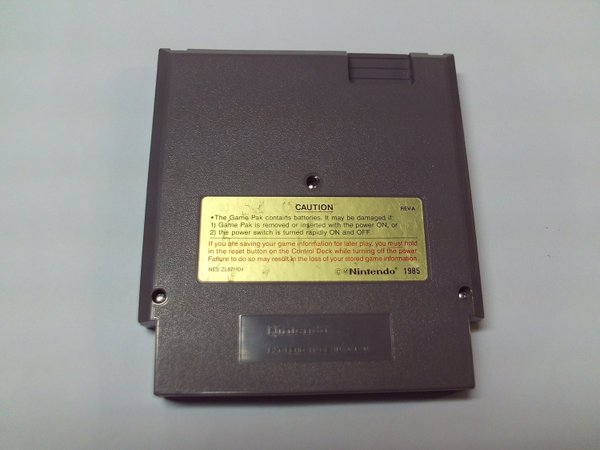 CAUTION REV-A
•The Game Pak contains batteries. It may be damaged if:
1) Game Pak is removed or inserted with the power ON, or
2) the power switch is turned rapidly ON and OFF.
If you are saving your game information for later play, you must hold
in the reset button on the Control Deck while turning off the power
Failure to do so may result in the loss of your stored game information.
©Nintendo® 1985
Nintendo